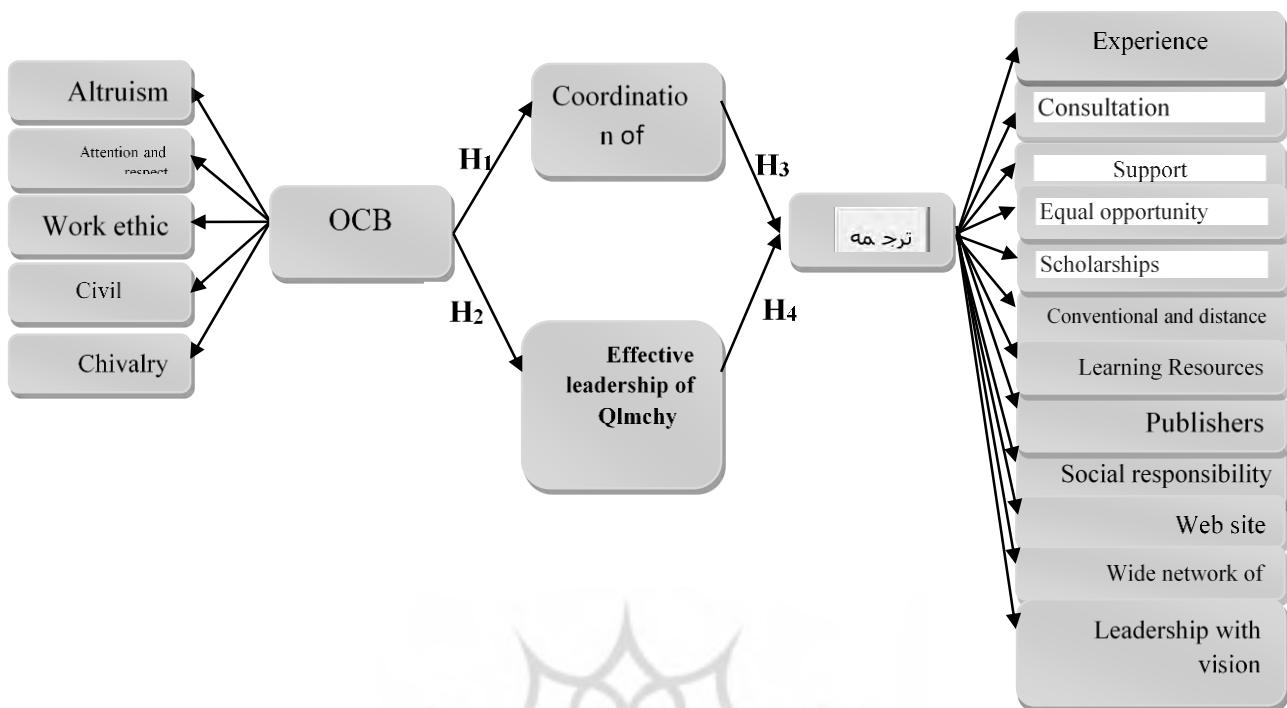 Altruism
Attention and
respect
Work ethic
Civil
Chivalry
OCB
H1
H2
Coordinatio
n of
Effective
leadership of
Qlmchy
H3
H4
ترجمه
Experience
Consultation
Support
Equal opportunity
Scholarships
Conventional and distance
Learning Resources
Publishers
Social responsibility
Web site
Wide network of
Leadership with
vision